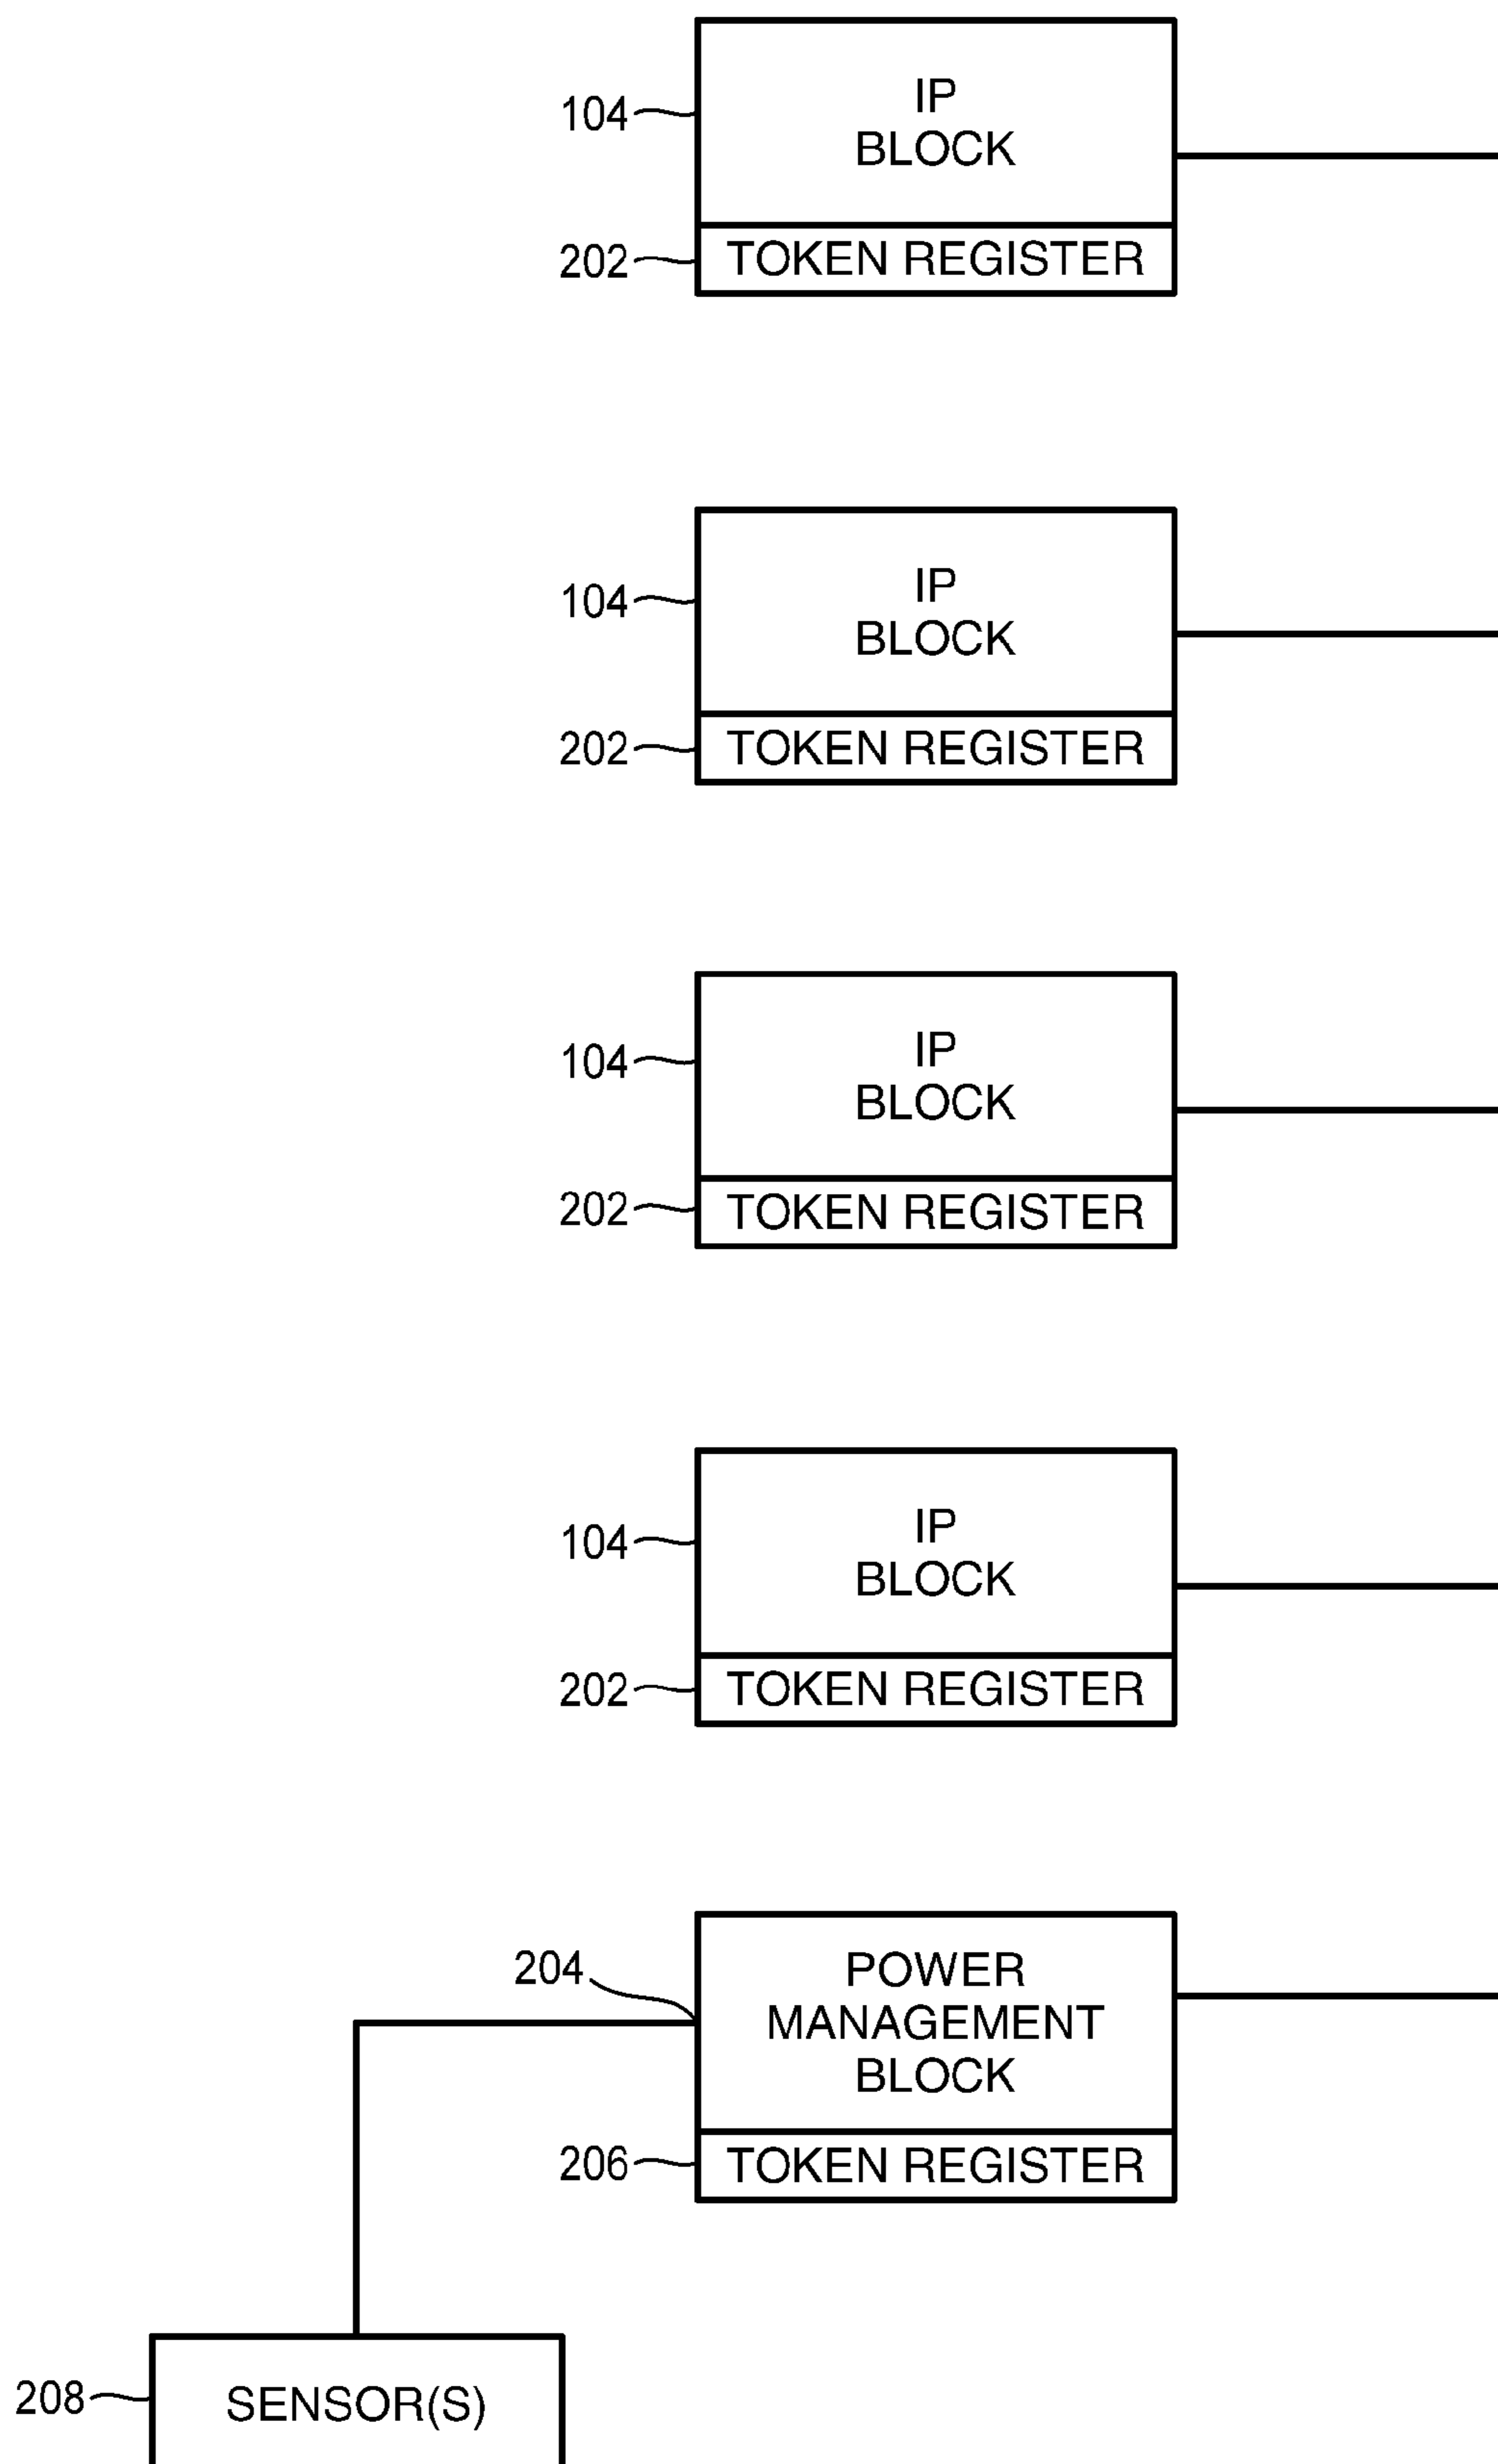 IP
104
BLOCK
202 TOKEN REGISTER
IP
104
BLOCK
202 TOKEN REGISTER
IP
104
BLOCK
202 TOKEN REGISTER
IP
104
BLOCK
202 TOKEN REGISTER
204 POWER
MANAGEMENT
BLOCK
206 TOKEN REGISTER
208 SENSOR(S)